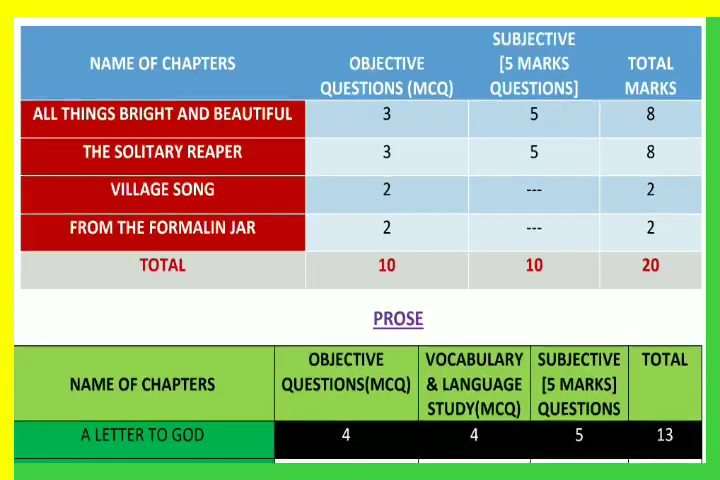 NAME OF CHAPTERS OBJECTIVE QUESTIONS (MCQ) SUBJECTIVE [5 MARKS QUESTIONS] TOTAL MARKS
ALL THINGS BRIGHT AND BEAUTIFUL 3 5 8
THE SOLITARY REAPER 3 5 8
VILLAGE SONG 2 --- 2
FROM THE FORMALIN JAR 2 --- 2
TOTAL 10 10 20
PROSE
NAME OF CHAPTERS OBJECTIVE QUESTIONS(MCQ) VOCABULARY & LANGUAGE STUDY(MCQ) SUBJECTIVE [5 MARKS] QUESTIONS TOTAL
A LETTER TO GOD 4 4 5 13